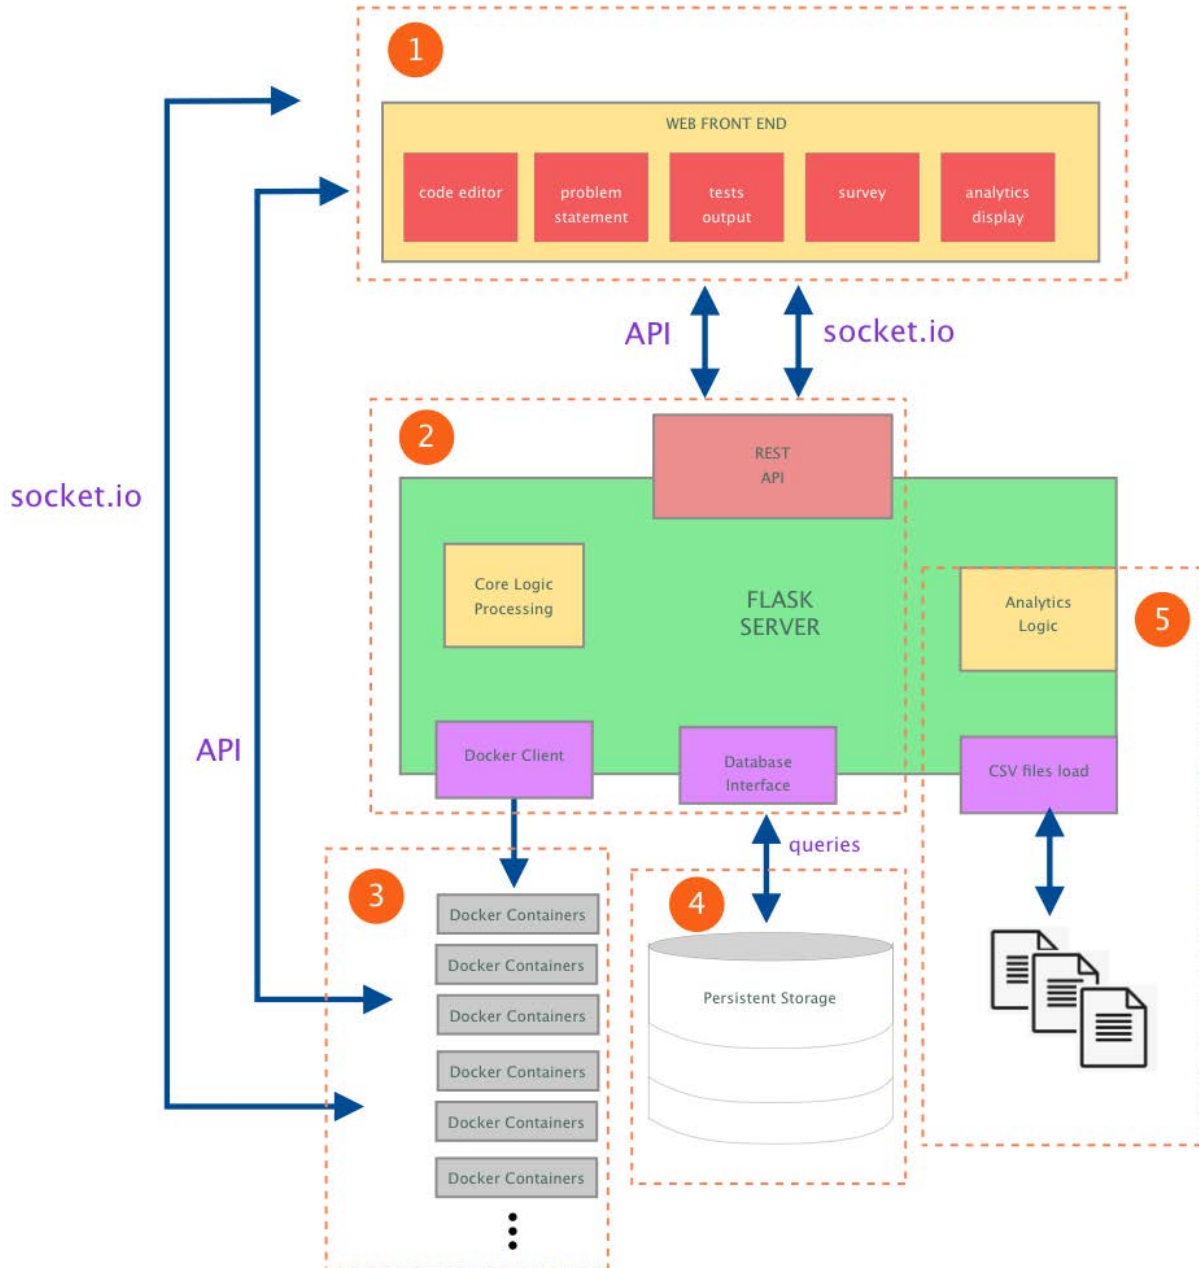 1
WEB FRONT END
code editor
problem
statement
tests
output
survey
analytics
display
API
socket.io
2
REST
API
socket.io
Core Logic
Processing
FLASK
SERVER
Analytics
Logic
5
API
Docker Client
Database
Interface
CSV files load
queries
3
4
Docker Containers
Docker Containers
Docker Containers
Docker Containers
Docker Containers
Docker Containers
Persistent Storage